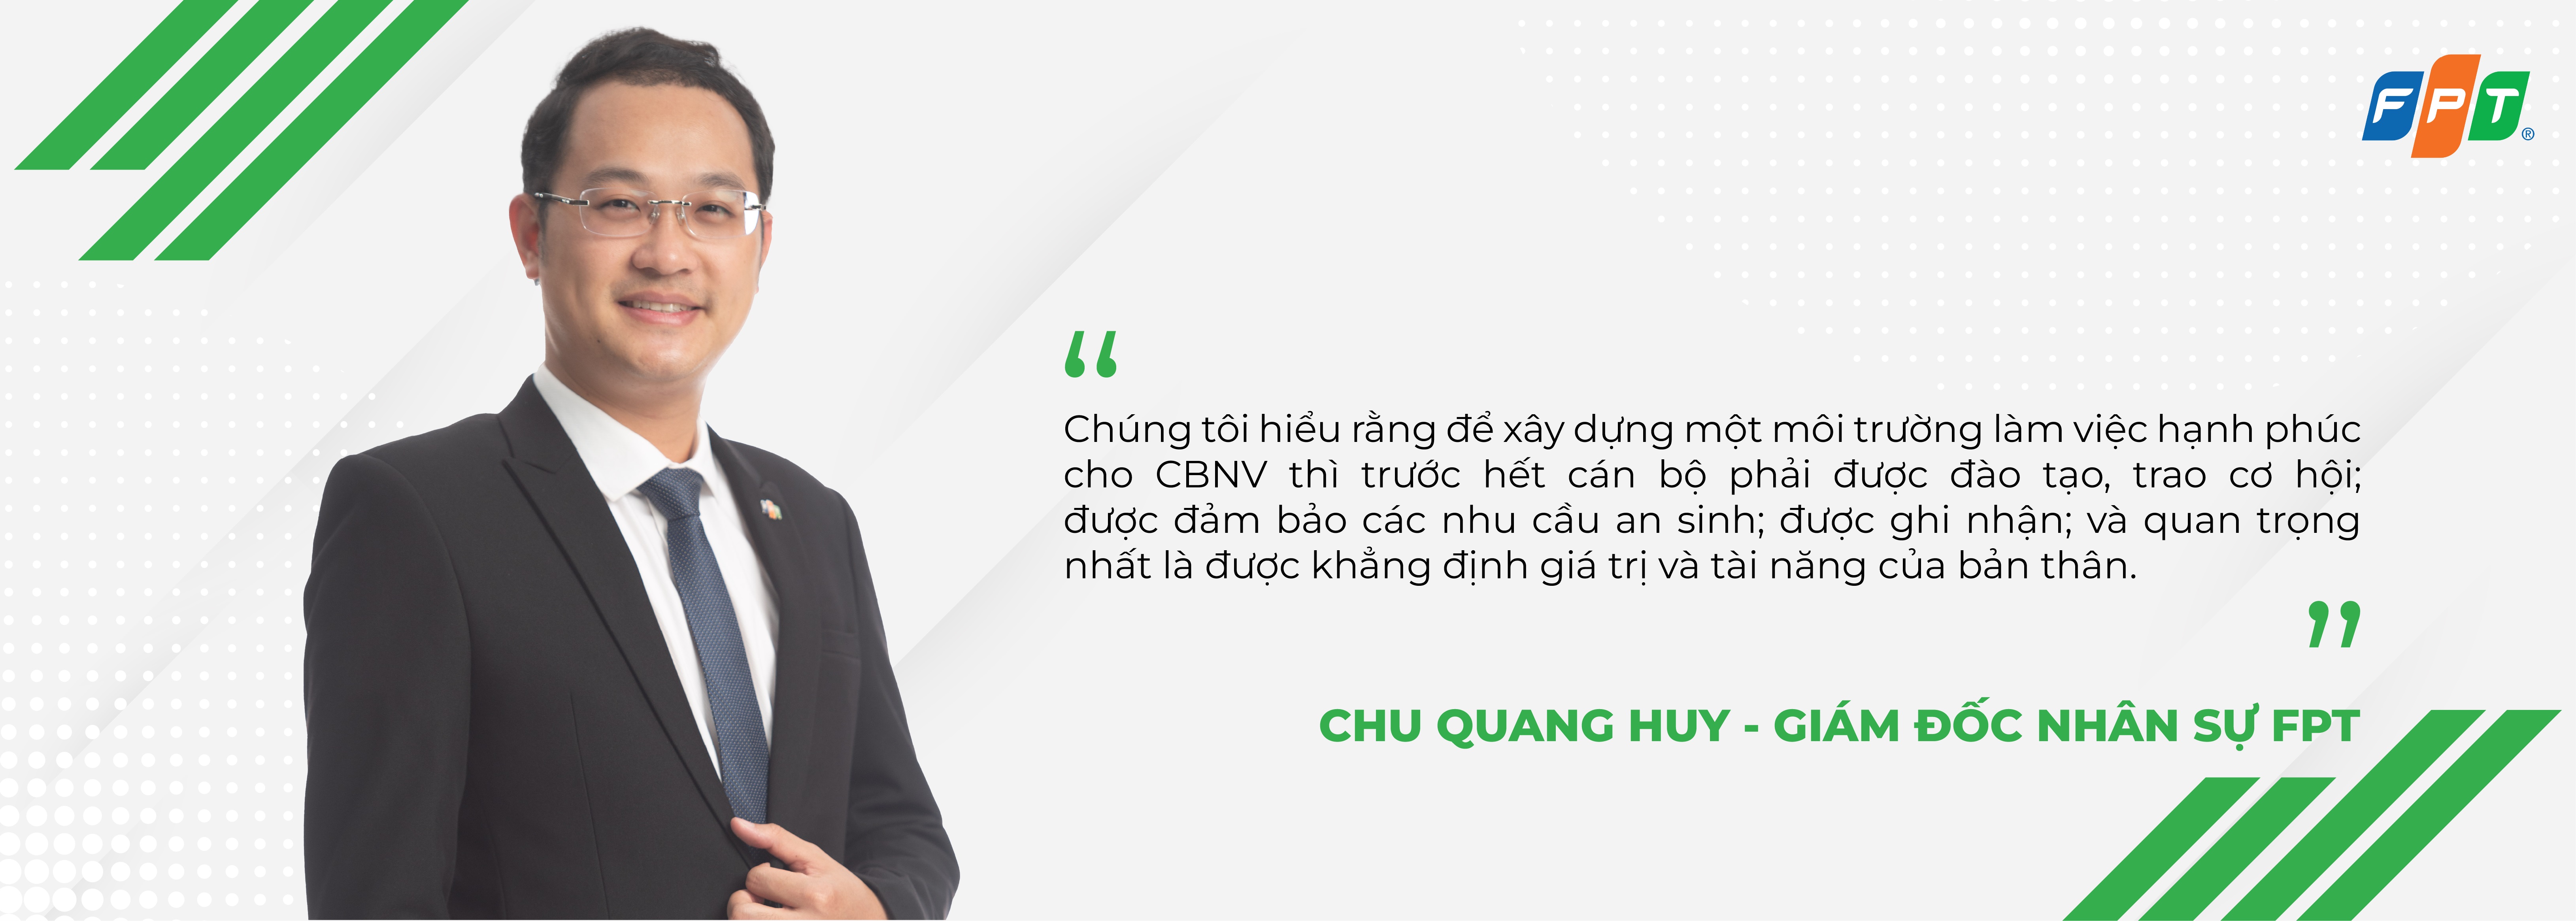 FPT®
“
Chúng tôi hiểu rằng để xây dựng một môi trường làm việc hạnh phúc
cho CBNV thì trước hết cán bộ phải được đào tạo, trao cơ hội;
được đảm bảo các nhu cầu an sinh; được ghi nhận; và quan trọng
nhất là được khẳng định giá trị và tài năng của bản thân.
”
CHU QUANG HUY - GIÁM ĐỐC NHÂN SỰ FPT